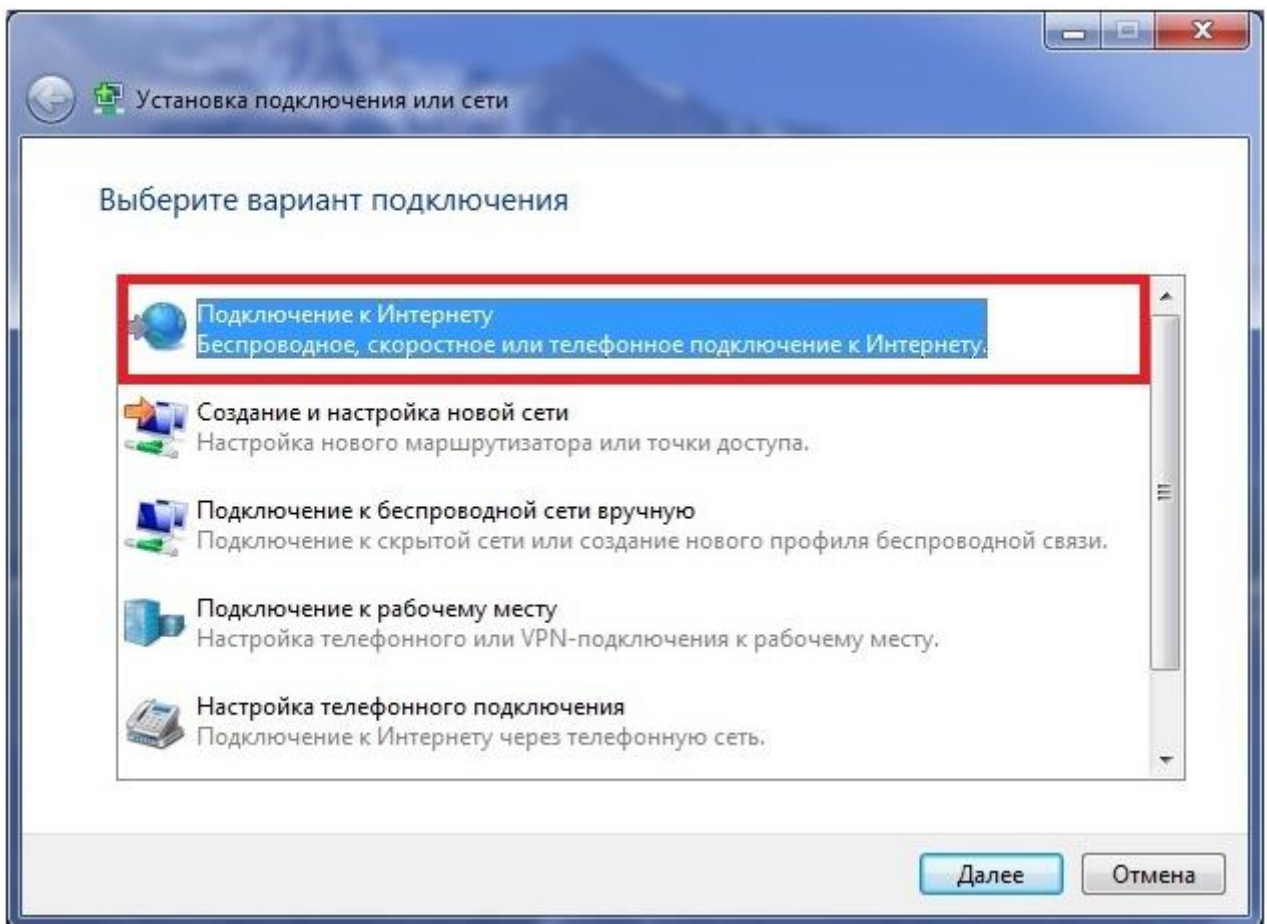 Установка подключения или сети
Выберите вариант подключения
Подключение к Интернету
Беспроводное, скоростное или телефонное подключение к Интернету.
Создание и настройка новой сети
Настройка нового маршрутизатора или точки доступа.
Подключение к беспроводной сети вручную
Подключение к скрытой сети или создание нового профиля беспроводной связи.
Подключение к рабочему месту
Настройка телефонного или VPN-подключения к рабочему месту.
Настройка телефонного подключения
Подключение к Интернету через телефонную сеть.
Далее
Отмена